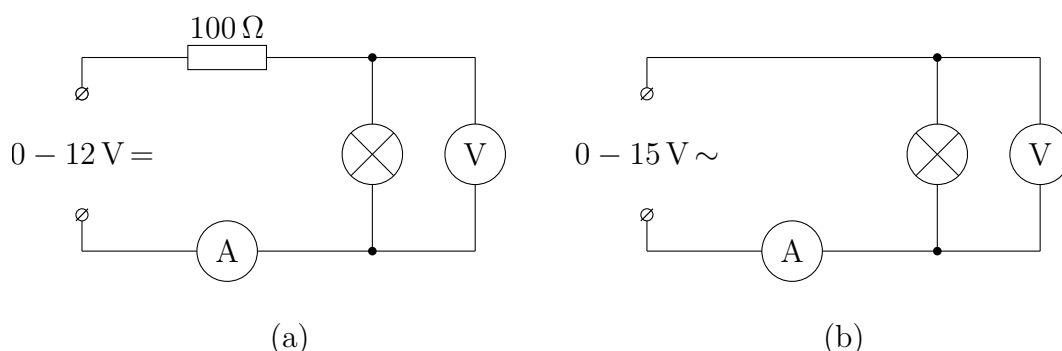 100 Ω
0 − 12 V =
V
A
(a)
0 − 15 V ∼
V
A
(b)